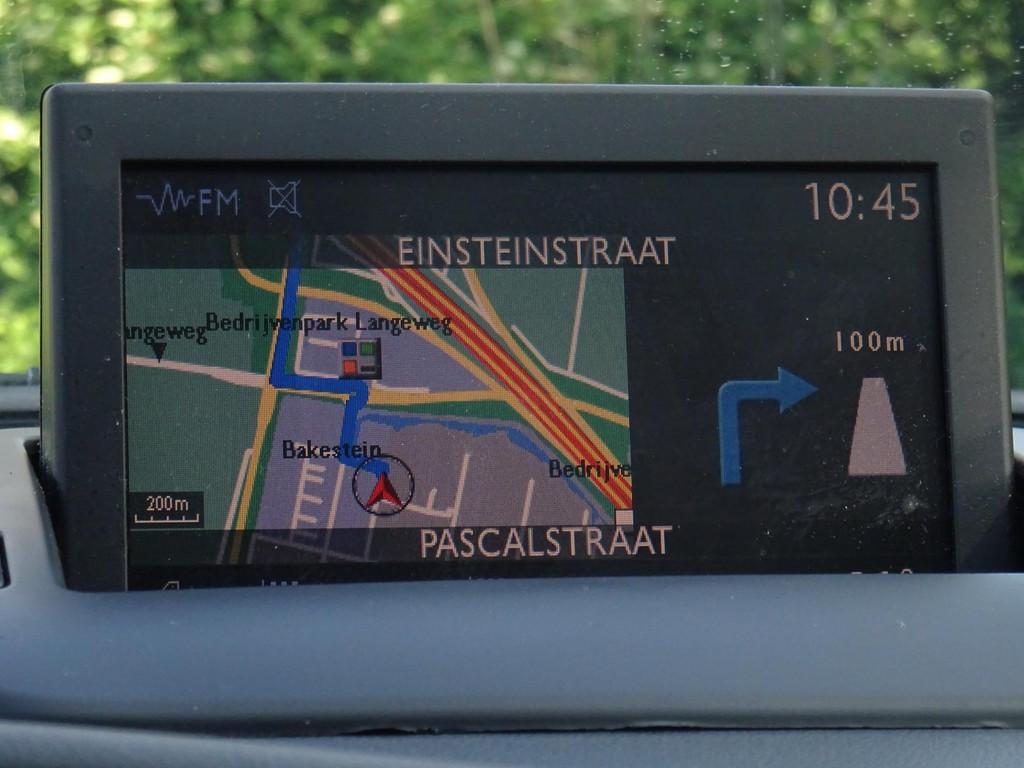 FM
10:45
EINSTEINSTRAAT
Bedrijvenpark Langeweg
angeweg
100m
Bakestein
Bedrijve
200m
PASCALSTRAAT